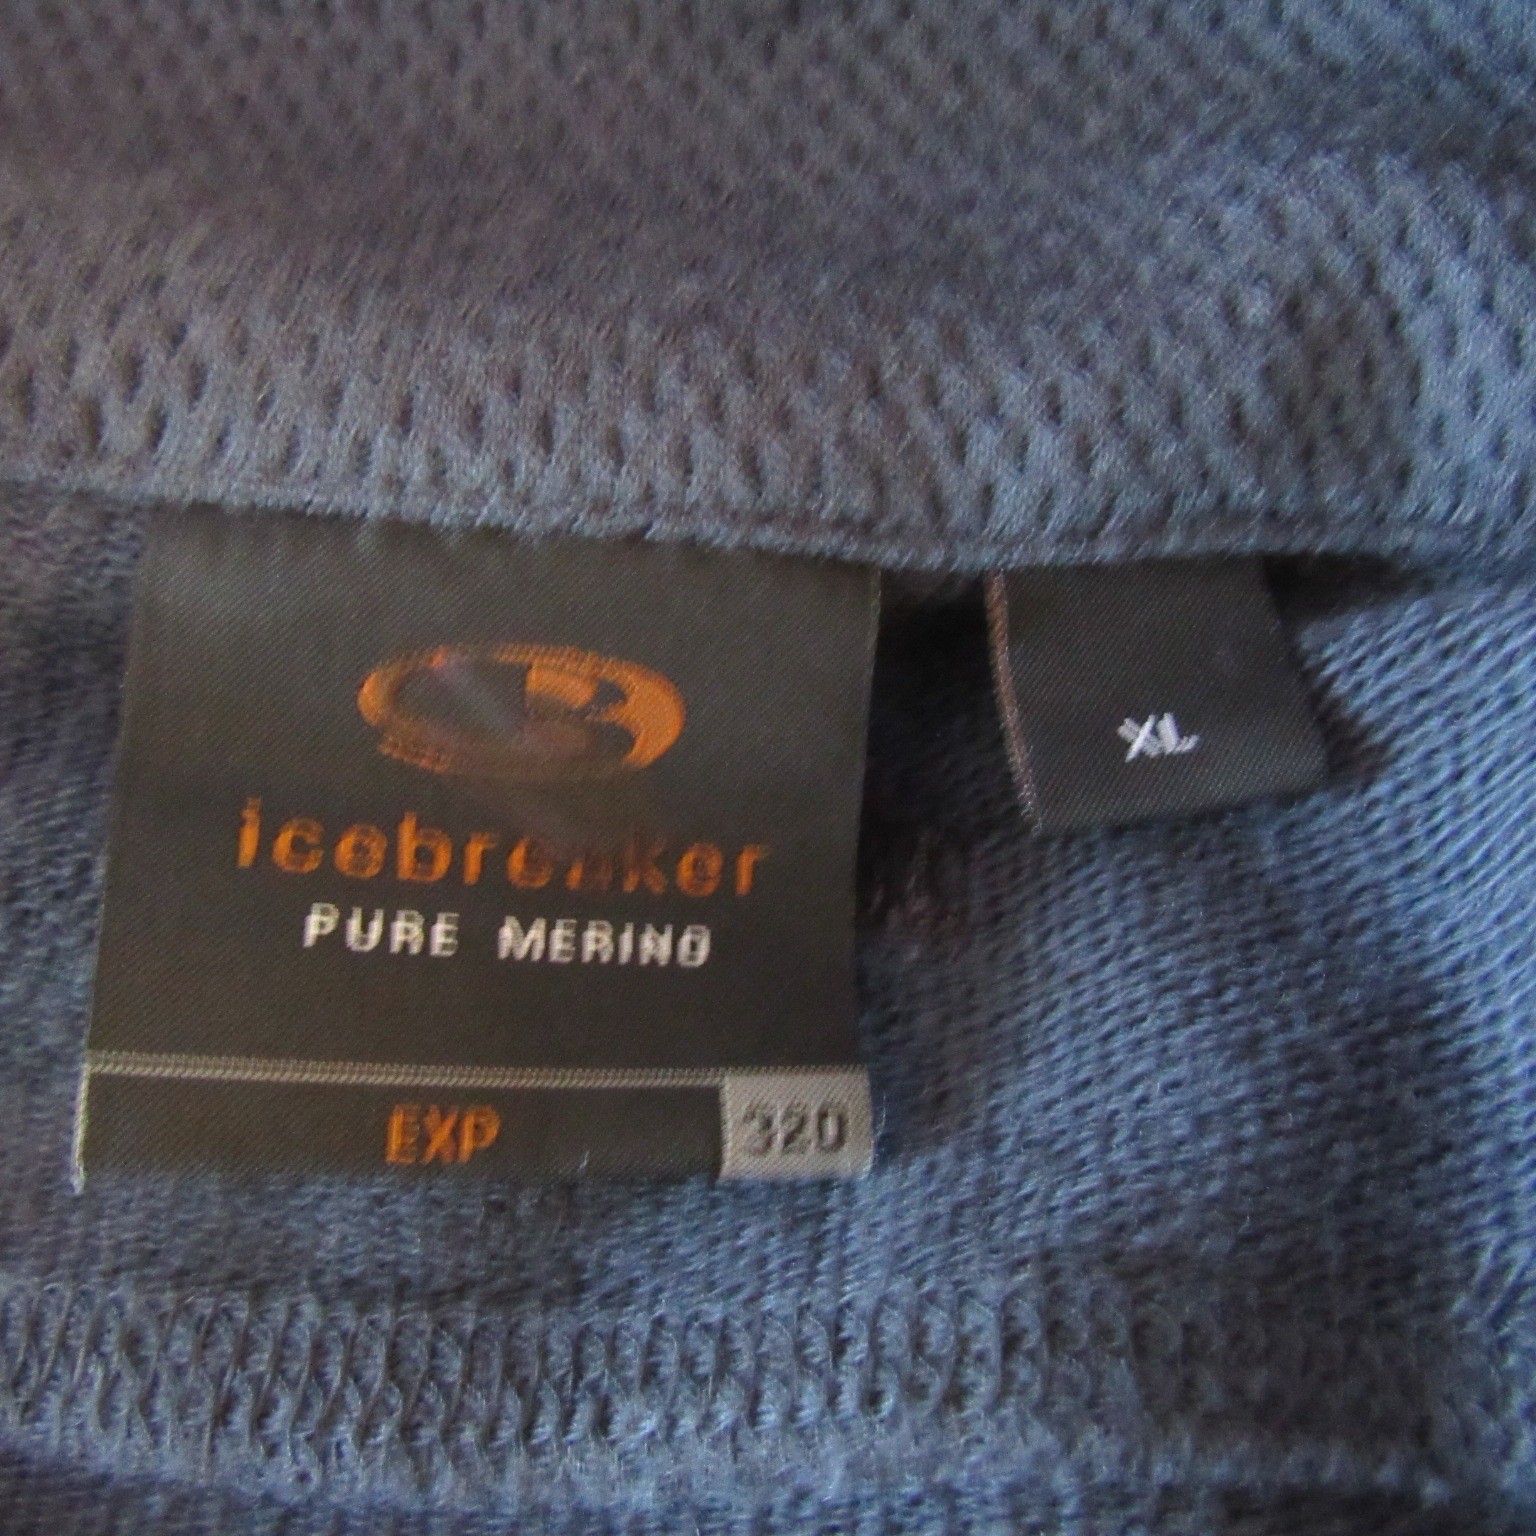 icebreaker
PURE MERINO
EXP
320
XL